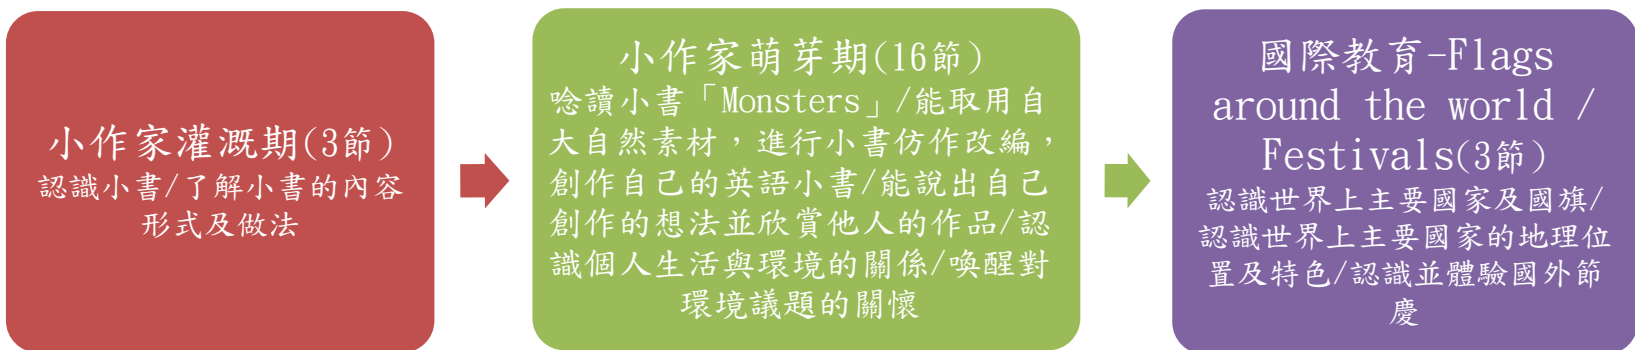 小作家灌溉期(3節)
認識小書/了解小書的內容
形式及做法
小作家萌芽期(16節)
唸讀小書「Monsters」/能取用自
大自然素材，進行小書仿作改編，
創作自己的英語小書/能說出自己
創作的想法並欣賞他人的作品/認
識個人生活與環境的關係/喚醒對
環境議題的關懷
國際教育-Flags
around the world /
Festivals(3節)
認識世界上主要國家及國旗/
認識世界上主要國家的地理位
置及特色/認識並體驗國外節
慶